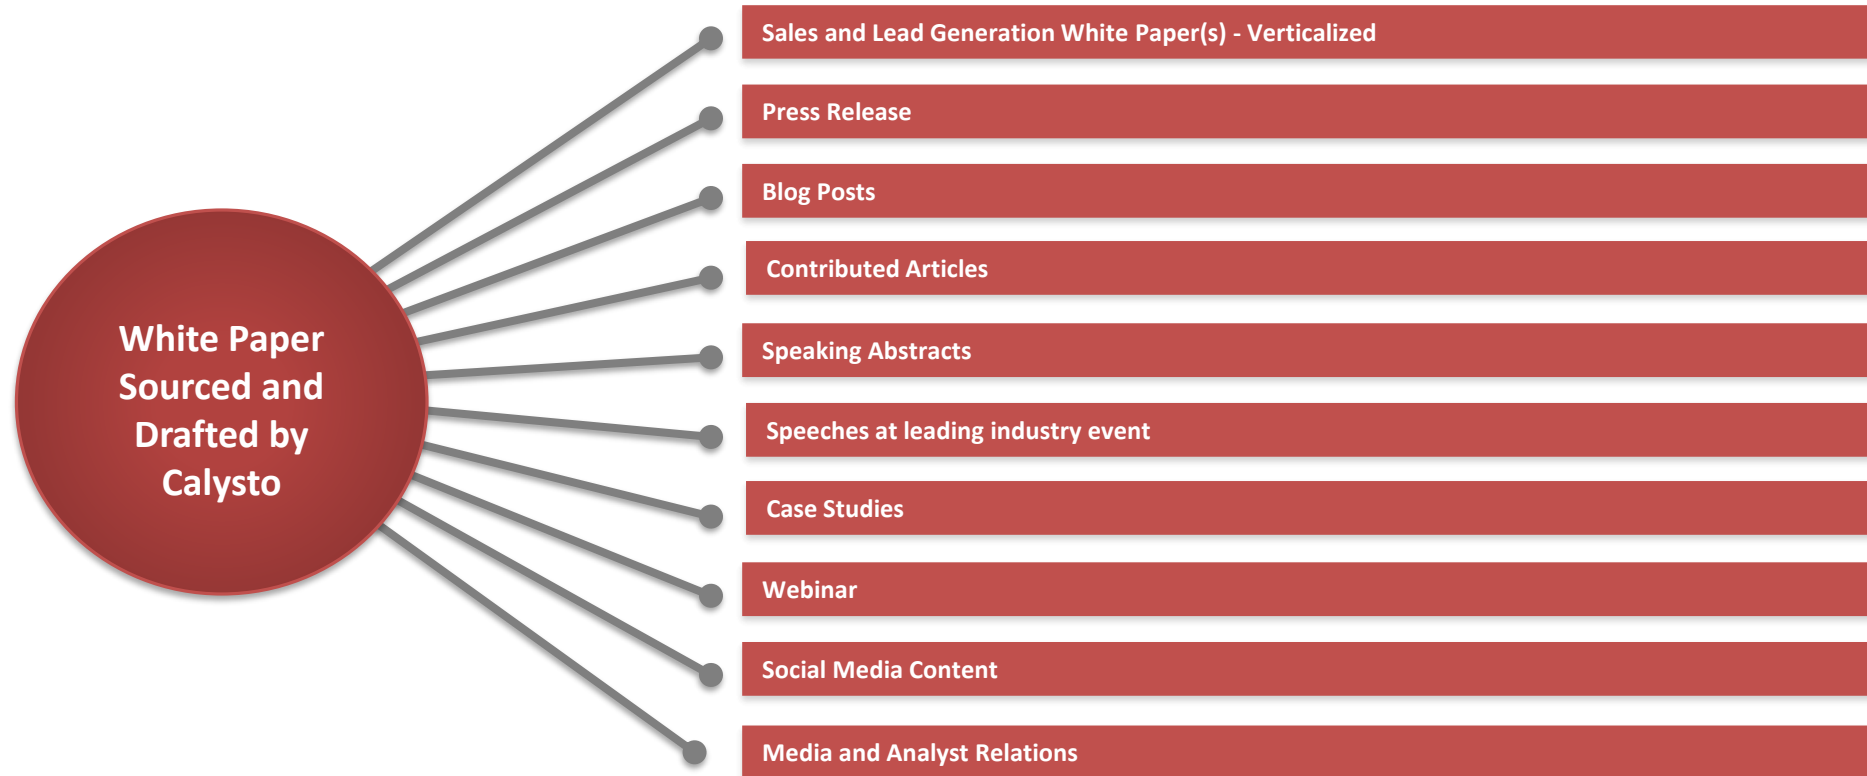 White Paper
Sourced and
Drafted by
Calysto
Sales and Lead Generation White Paper(s) - Verticalized
Press Release
Blog Posts
Contributed Articles
Speaking Abstracts
Speeches at leading industry event
Case Studies
Webinar
Social Media Content
Media and Analyst Relations